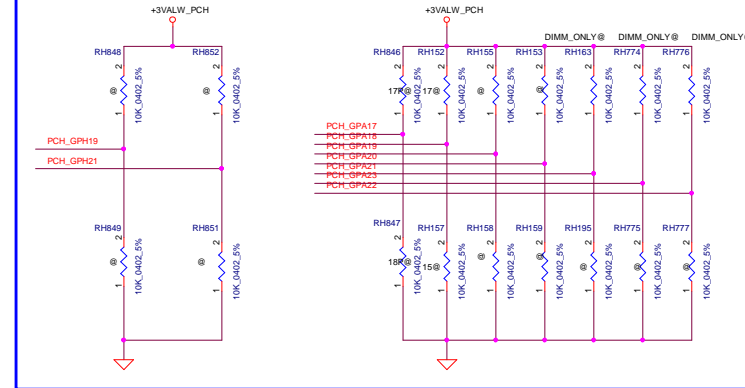 +3VALW_PCH
+3VALW_PCH
DIMM_ONLY@ DIMM_ONLY@ DIMM_ONLY@
RH848 RH852 RH846 RH152 RH155 RH153 RH163 RH774 RH776
2 2 2 2 2 2 2 2 2
@ @ 17R@ 17@ @ @
10K_0402_5% 10K_0402_5% 10K_0402_5% 10K_0402_5% 10K_0402_5% 10K_0402_5% 10K_0402_5% 10K_0402_5% 10K_0402_5%
1 1 1 1 1 1 1 1 1
PCH_GPA17
PCH_GPH19 PCH_GPA18
PCH_GPA19
PCH_GPH21 PCH_GPA20
PCH_GPA21
PCH_GPA23
PCH_GPA22
RH849 RH851 RH847 RH157 RH158 RH159 RH195 RH775 RH777
2 2 2 2 2 2 2 2 2
@ @ 15@ @ @ @ @ @
10K_0402_5% 10K_0402_5% 10K_0402_5% 10K_0402_5% 10K_0402_5% 10K_0402_5% 10K_0402_5% 10K_0402_5% 10K_0402_5%
1 1 1 1 1 1 1 1 1